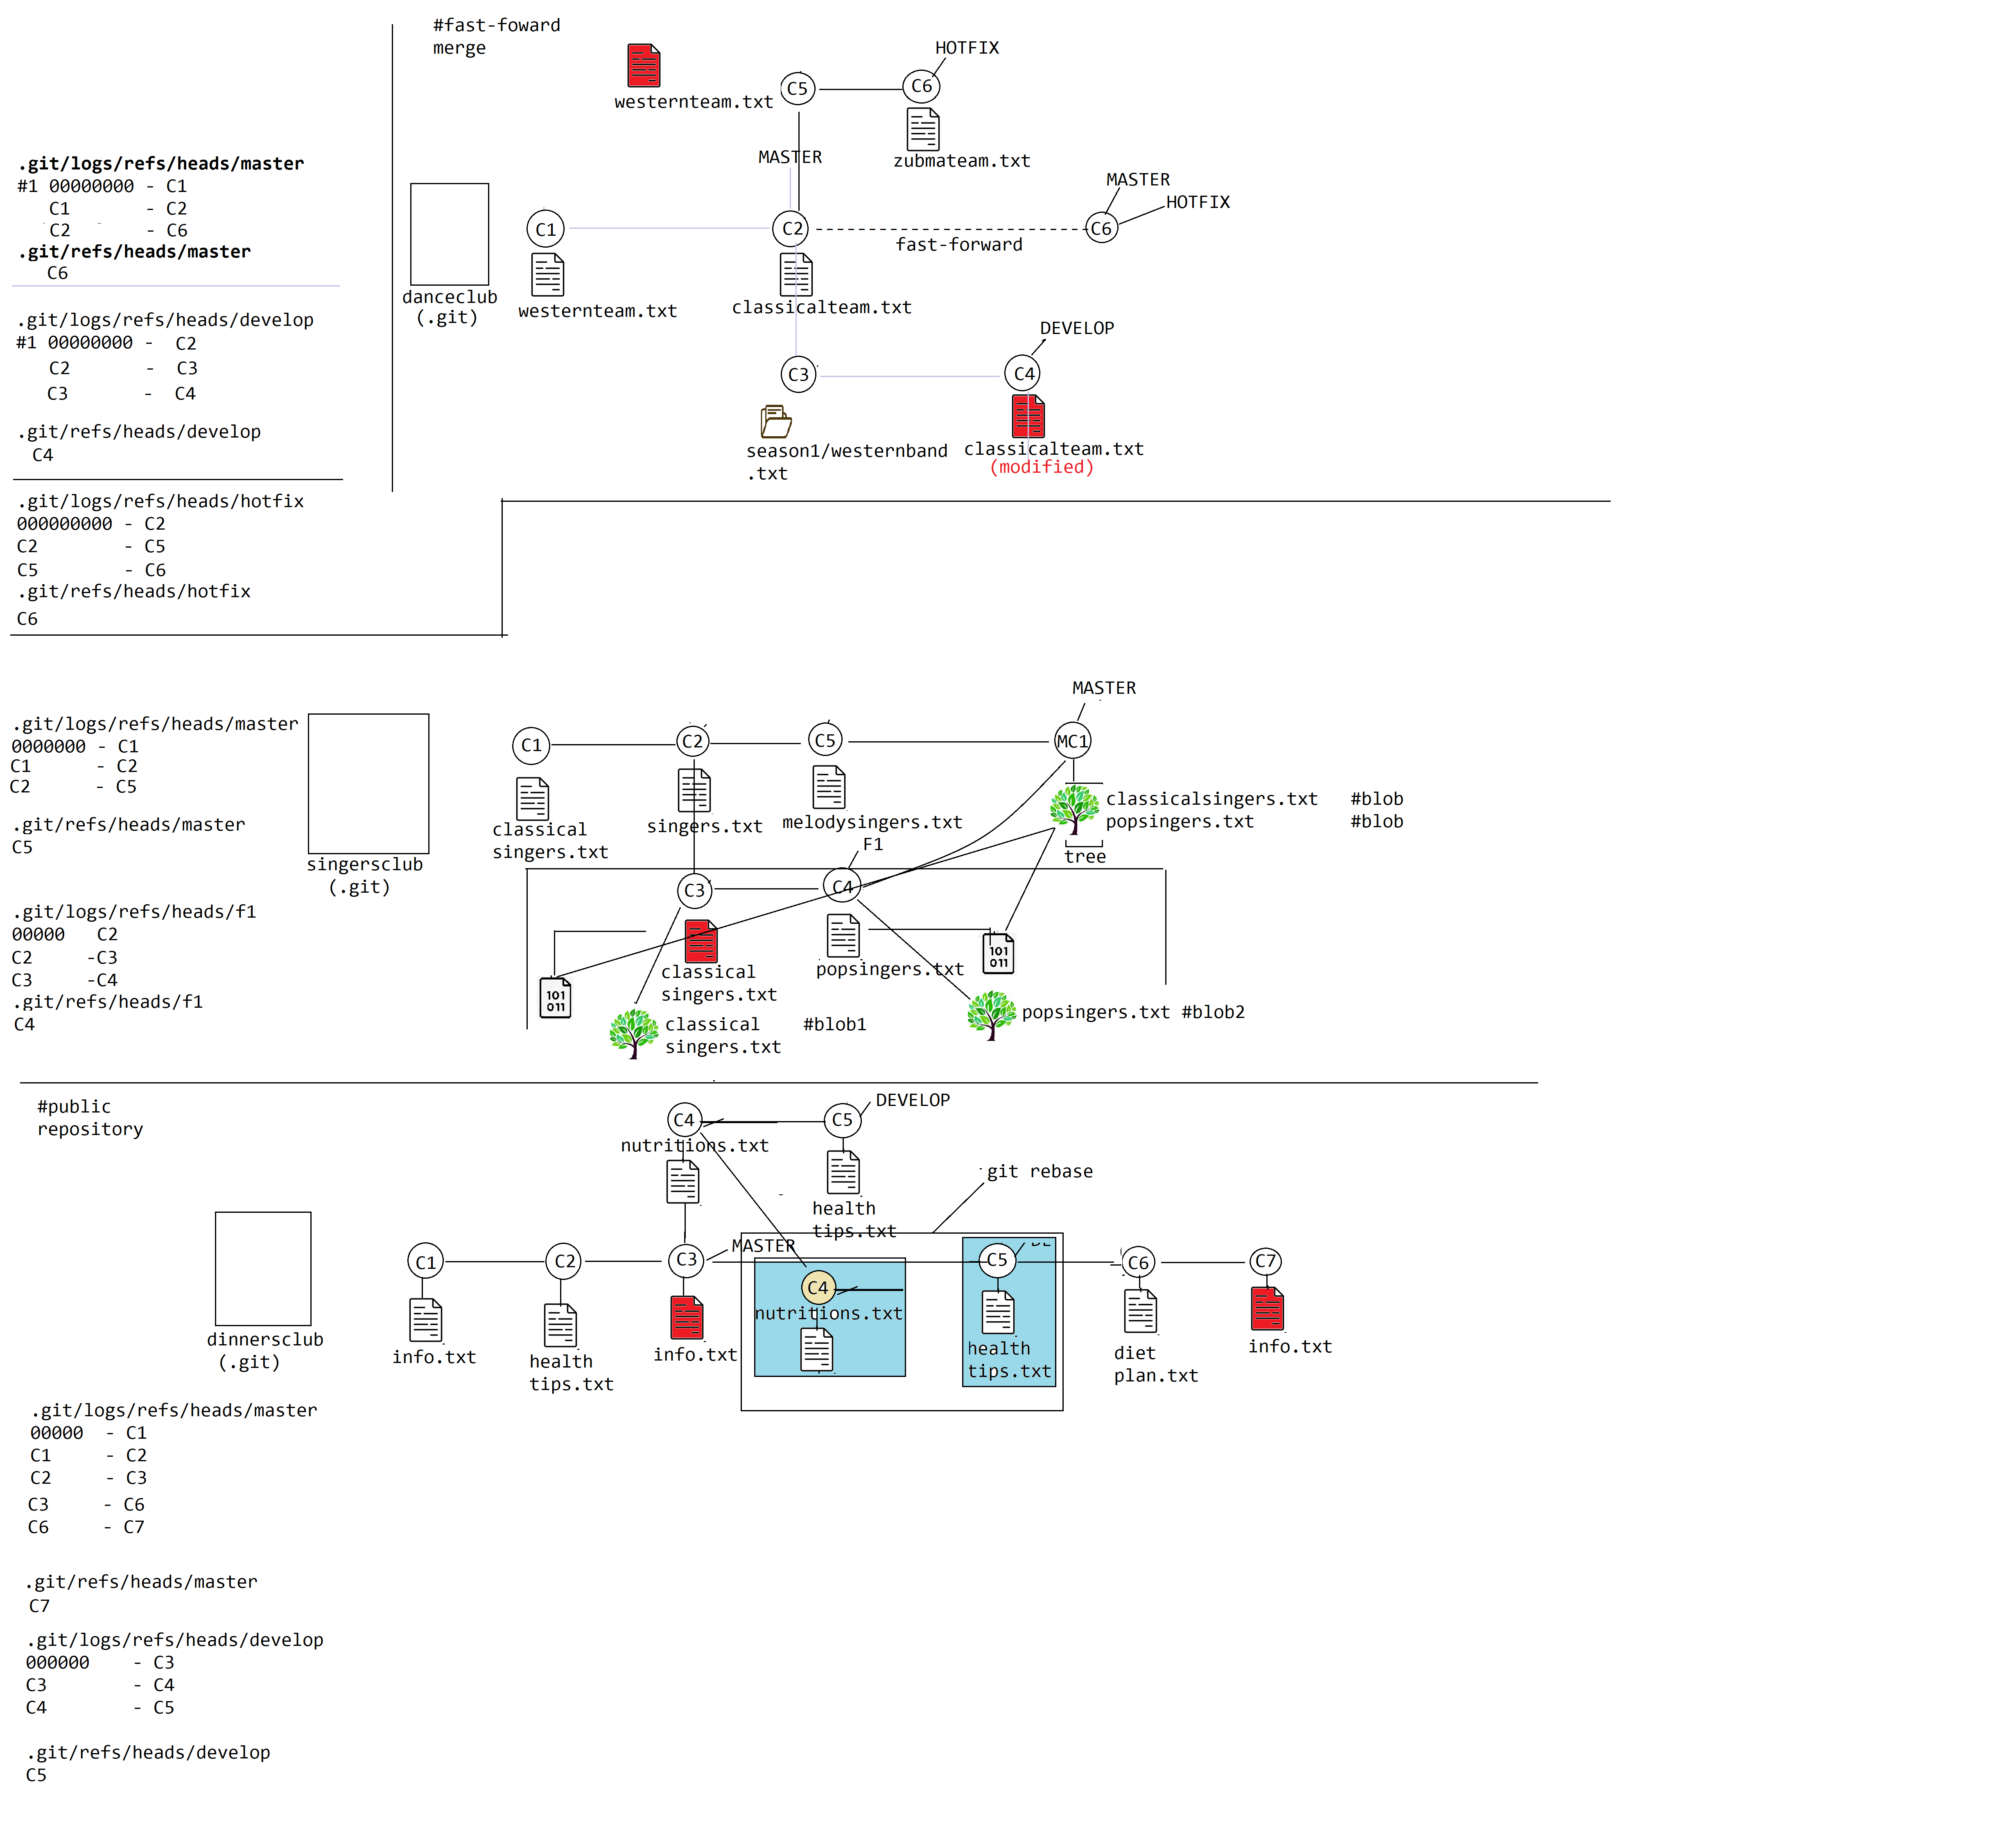 #fast-foward
merge
HOTFIX
C5
C6
westernteam.txt
MASTER
zubmateam.txt
.git/logs/refs/heads/master
#1 00000000 - C1
C1 - C2
C2 - C6
.git/refs/heads/master
C6
MASTER
HOTFIX
C1
C2
C6
fast-forward
danceclub
(.git)
westernteam.txt
classicalteam.txt
.git/logs/refs/heads/develop
#1 00000000 - C2
C2 - C3
C3 - C4
.git/refs/heads/develop
C4
DEVELOP
C3
C4
season1/westernband
.txt
classicalteam.txt
(modified)
.git/logs/refs/heads/hotfix
000000000 - C2
C2 - C5
C5 - C6
.git/refs/heads/hotfix
C6
MASTER
.git/logs/refs/heads/master
0000000 - C1
C1 - C2
C2 - C5
.git/refs/heads/master
C5
singersclub
(.git)
C1
C2
C5
MC1
classical
singers.txt
singers.txt
melodysingers.txt
classicalsingers.txt #blob
popsingers.txt #blob
tree
F1
C3
C4
.git/logs/refs/heads/f1
00000 C2
C2 -C3
C3 -C4
.git/refs/heads/f1
C4
classical
singers.txt
popsingers.txt
101
011
101
011
classical #blob1
singers.txt
popsingers.txt #blob2
#public
repository
C4
C5
DEVELOP
nutritions.txt
health
tips.txt
git rebase
dinnersclub
(.git)
C1
C2
C3
MASTER
C4
C5
C6
C7
info.txt
health
tips.txt
info.txt
nutritions.txt
health
tips.txt
diet
plan.txt
info.txt
.git/logs/refs/heads/master
00000 - C1
C1 - C2
C2 - C3
C3 - C6
C6 - C7
.git/refs/heads/master
C7
.git/logs/refs/heads/develop
000000 - C3
C3 - C4
C4 - C5
.git/refs/heads/develop
C5